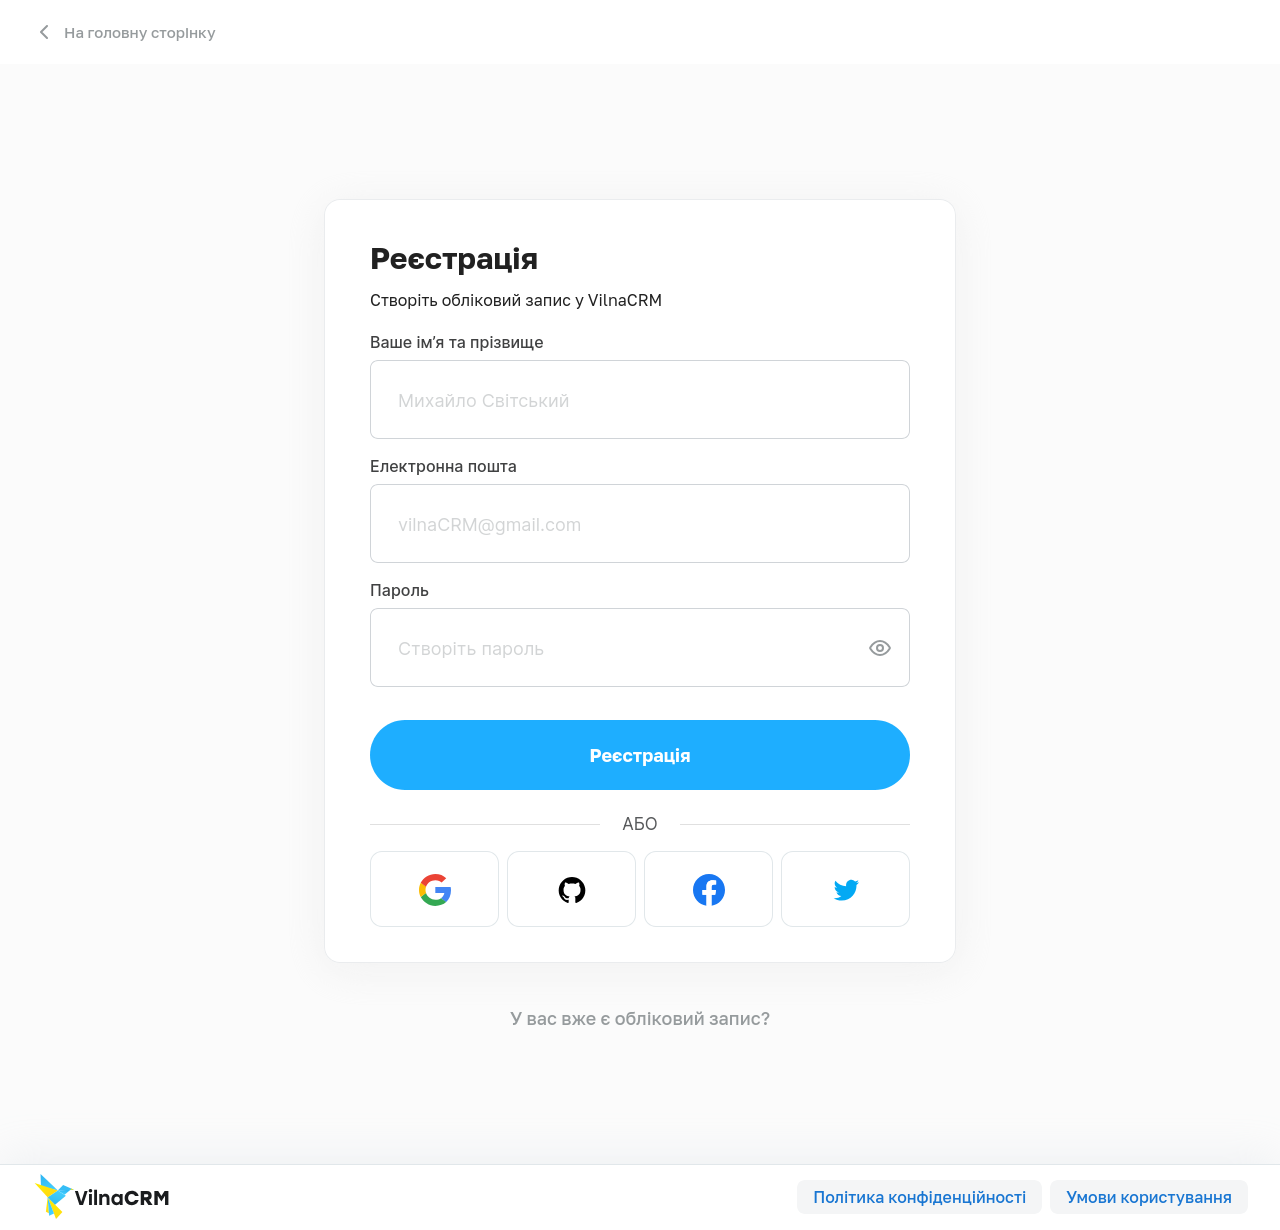 На головну сторінку
Реєстрація
Створіть обліковий запис у VilnaCRM
Ваше ім’я та прізвище
Михайло Світський
Електронна пошта
vilnaCRM@gmail.com
Пароль
Створіть пароль
Реєстрація
АБО
У вас вже є обліковий запис?
VilnaCRM
Політика конфіденційності
Умови користування